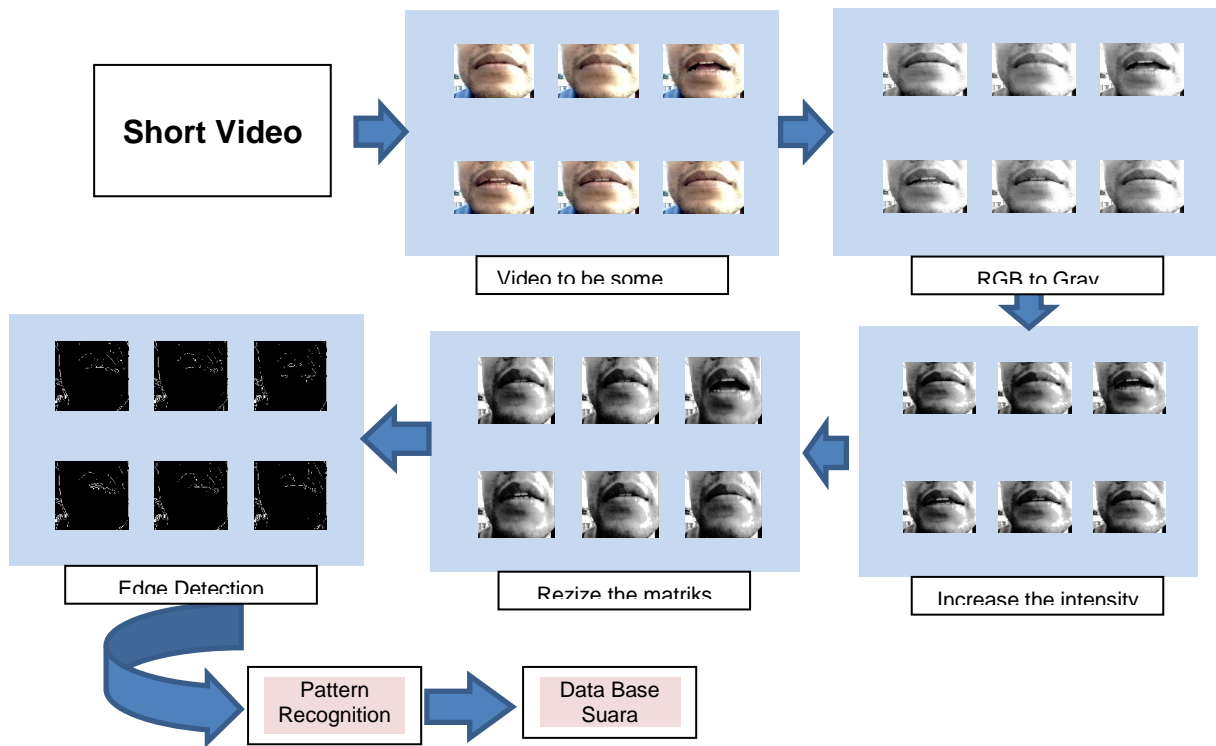 Short Video
Video to be some
RGB to Gray
Increase the intensity
Rezize the matriks
Edge Detection
Pattern
Recognition
Data Base
Suara